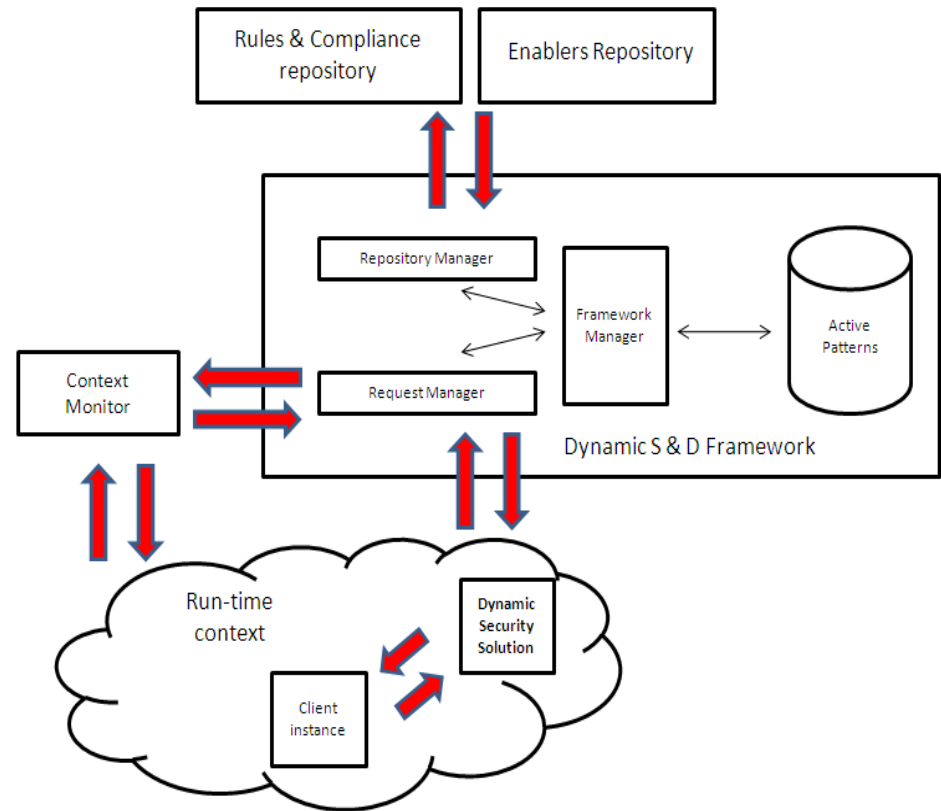 Rules & Compliance
repository
Enablers Repository
Repository Manager
Framework
Manager
Active
Patterns
Context
Monitor
Request Manager
Dynamic S & D Framework
Run-time
context
Dynamic
Security
Solution
Client
instance